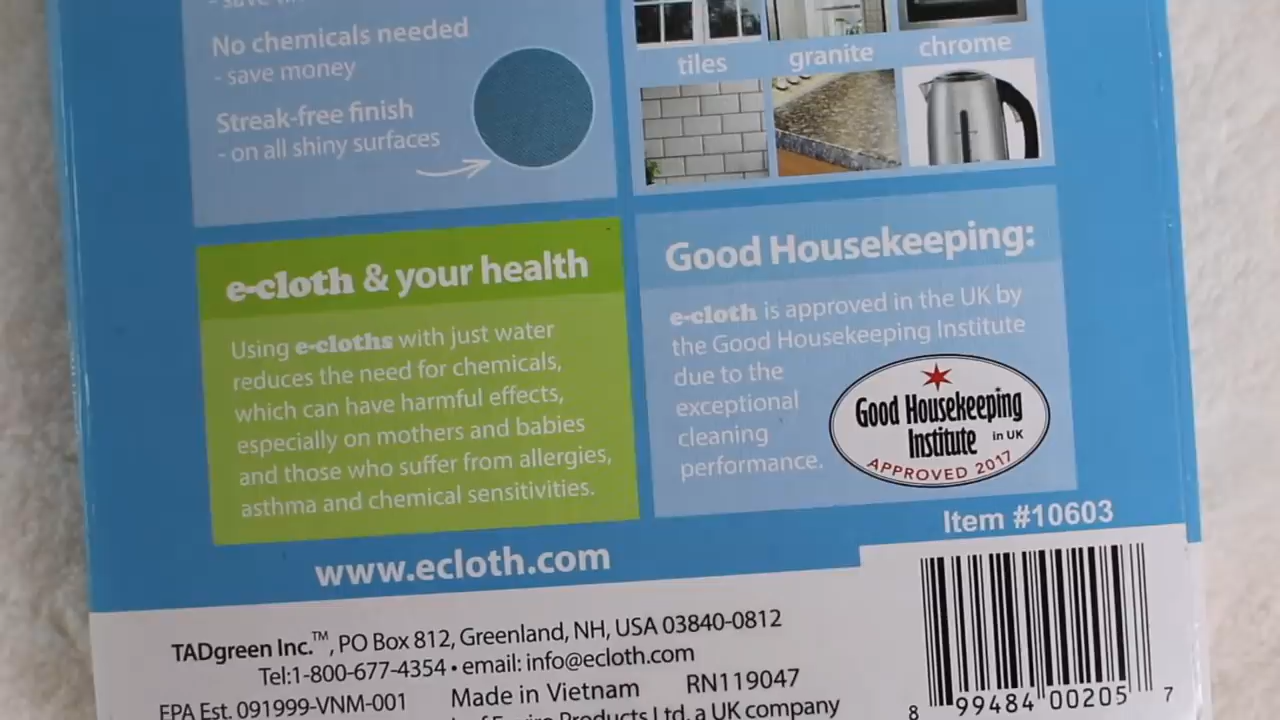 No chemicals needed
- save money
Streak-free finish
- on all shiny surfaces
tiles
granite
chrome
e-cloth & your health
Using e-cloths with just water
reduces the need for chemicals,
which can have harmful effects,
especially on mothers and babies
and those who suffer from allergies,
asthma and chemical sensitivities.
Good Housekeeping:
e-cloth is approved in the UK by
the Good Housekeeping Institute
due to the
exceptional
cleaning
performance.
Good Housekeeping
Institute in UK
APPROVED 2017
Item #10603
www.ecloth.com
TADgreen Inc.™, PO Box 812, Greenland, NH, USA 03840-0812
Tel:1-800-677-4354 • email: info@ecloth.com
EPA Est. 091999-VNM-001 Made in Vietnam RN119047
Enviro Products Ltd, a UK company
8 99484 00205 7